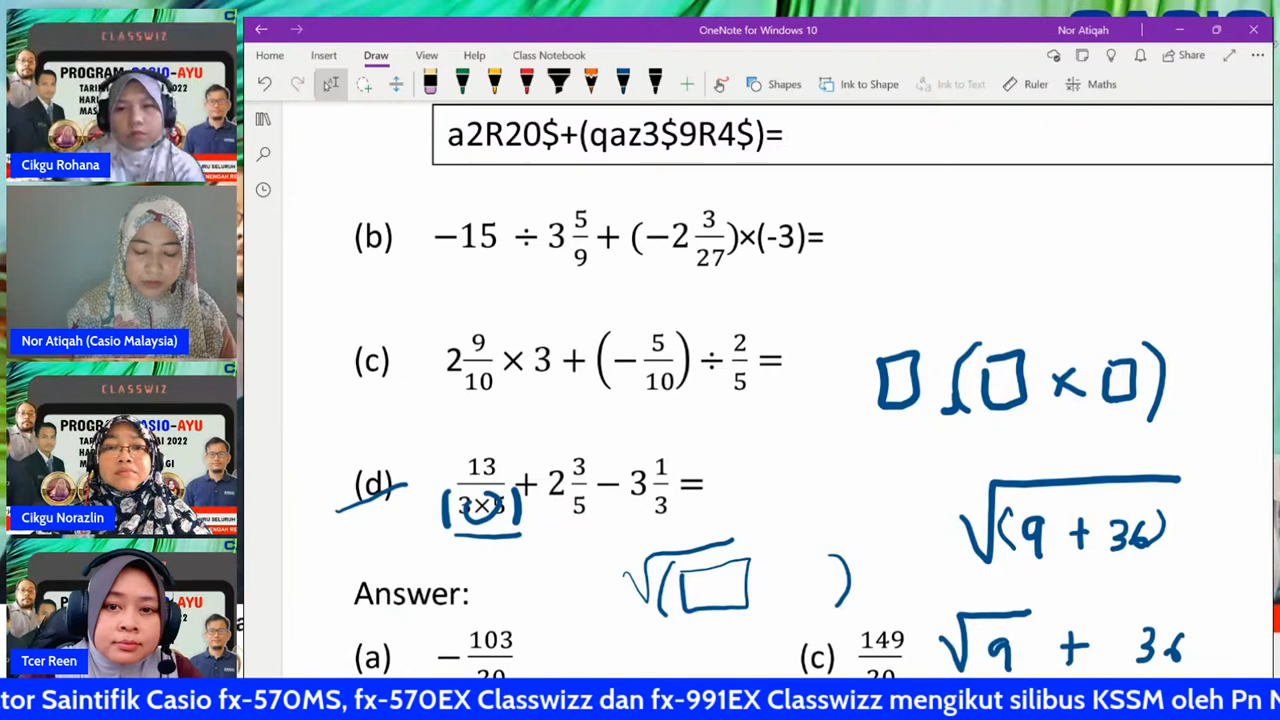 CLASSWIZ
PROGRAM CASIO-AYU
Cikgu Rohana
Nor Atiqah (Casio Malaysia)
CLASSWIZ
Cikgu Norazlin
Tcer Reen
OneNote for Windows 10
Nor Atiqah
Home Insert Draw View Help Class Notebook
Share
Shapes Ink to Shape Ink to Text Ruler Maths
a2R20$+(qaz3$9R4$)=
(b) −15 ÷ 3 5/9 + (−2 3/27)×(-3)=
(c) 2 9/10 × 3 + (− 5/10) ÷ 2/5 =
□ (□ × □)
(d) 13/(3×5) + 2 3/5 − 3 1/3 =
√(9 + 36)
√(□ )
Answer:
(a) − 103/20
(c) 149/20
√9 + 36
tor Saintifik Casio fx-570MS, fx-570EX Classwizz dan fx-991EX Classwizz mengikut silibus KSSM oleh Pn